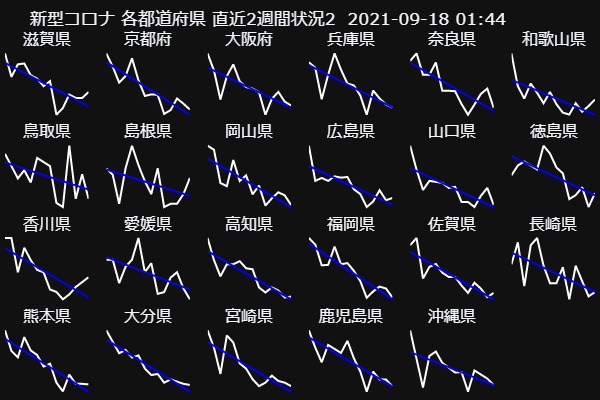 新型コロナ 各都道府県 直近2週間状況2 2021-09-18 01:44
滋賀県 京都府 大阪府 兵庫県 奈良県 和歌山県
鳥取県 島根県 岡山県 広島県 山口県 徳島県
香川県 愛媛県 高知県 福岡県 佐賀県 長崎県
熊本県 大分県 宮崎県 鹿児島県 沖縄県